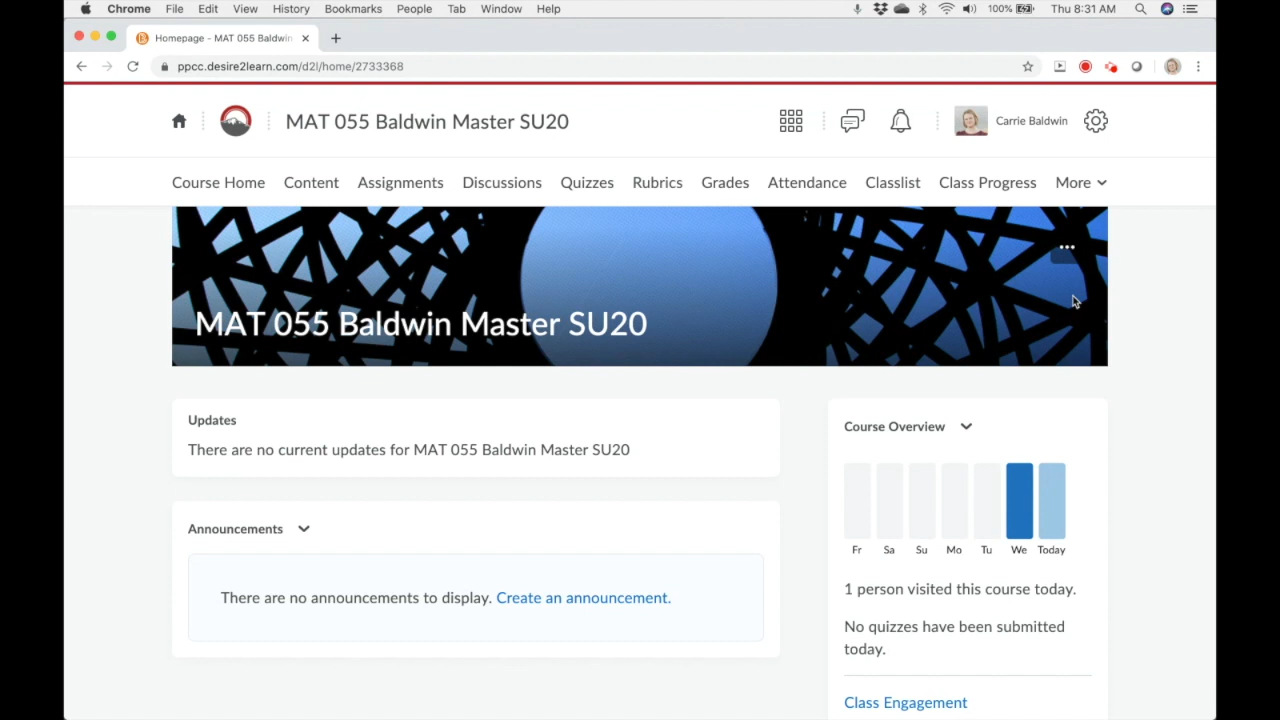 Chrome File Edit View History Bookmarks People Tab Window Help 100% Thu 8:31 AM
Homepage - MAT 055 Baldwin
ppcc.desire2learn.com/d2l/home/2733368
MAT 055 Baldwin Master SU20
Carrie Baldwin
Course Home Content Assignments Discussions Quizzes Rubrics Grades Attendance Classlist Class Progress More
MAT 055 Baldwin Master SU20
Updates
There are no current updates for MAT 055 Baldwin Master SU20
Announcements
There are no announcements to display. Create an announcement.
Course Overview
Fr Sa Su Mo Tu We Today
1 person visited this course today.
No quizzes have been submitted
today.
Class Engagement